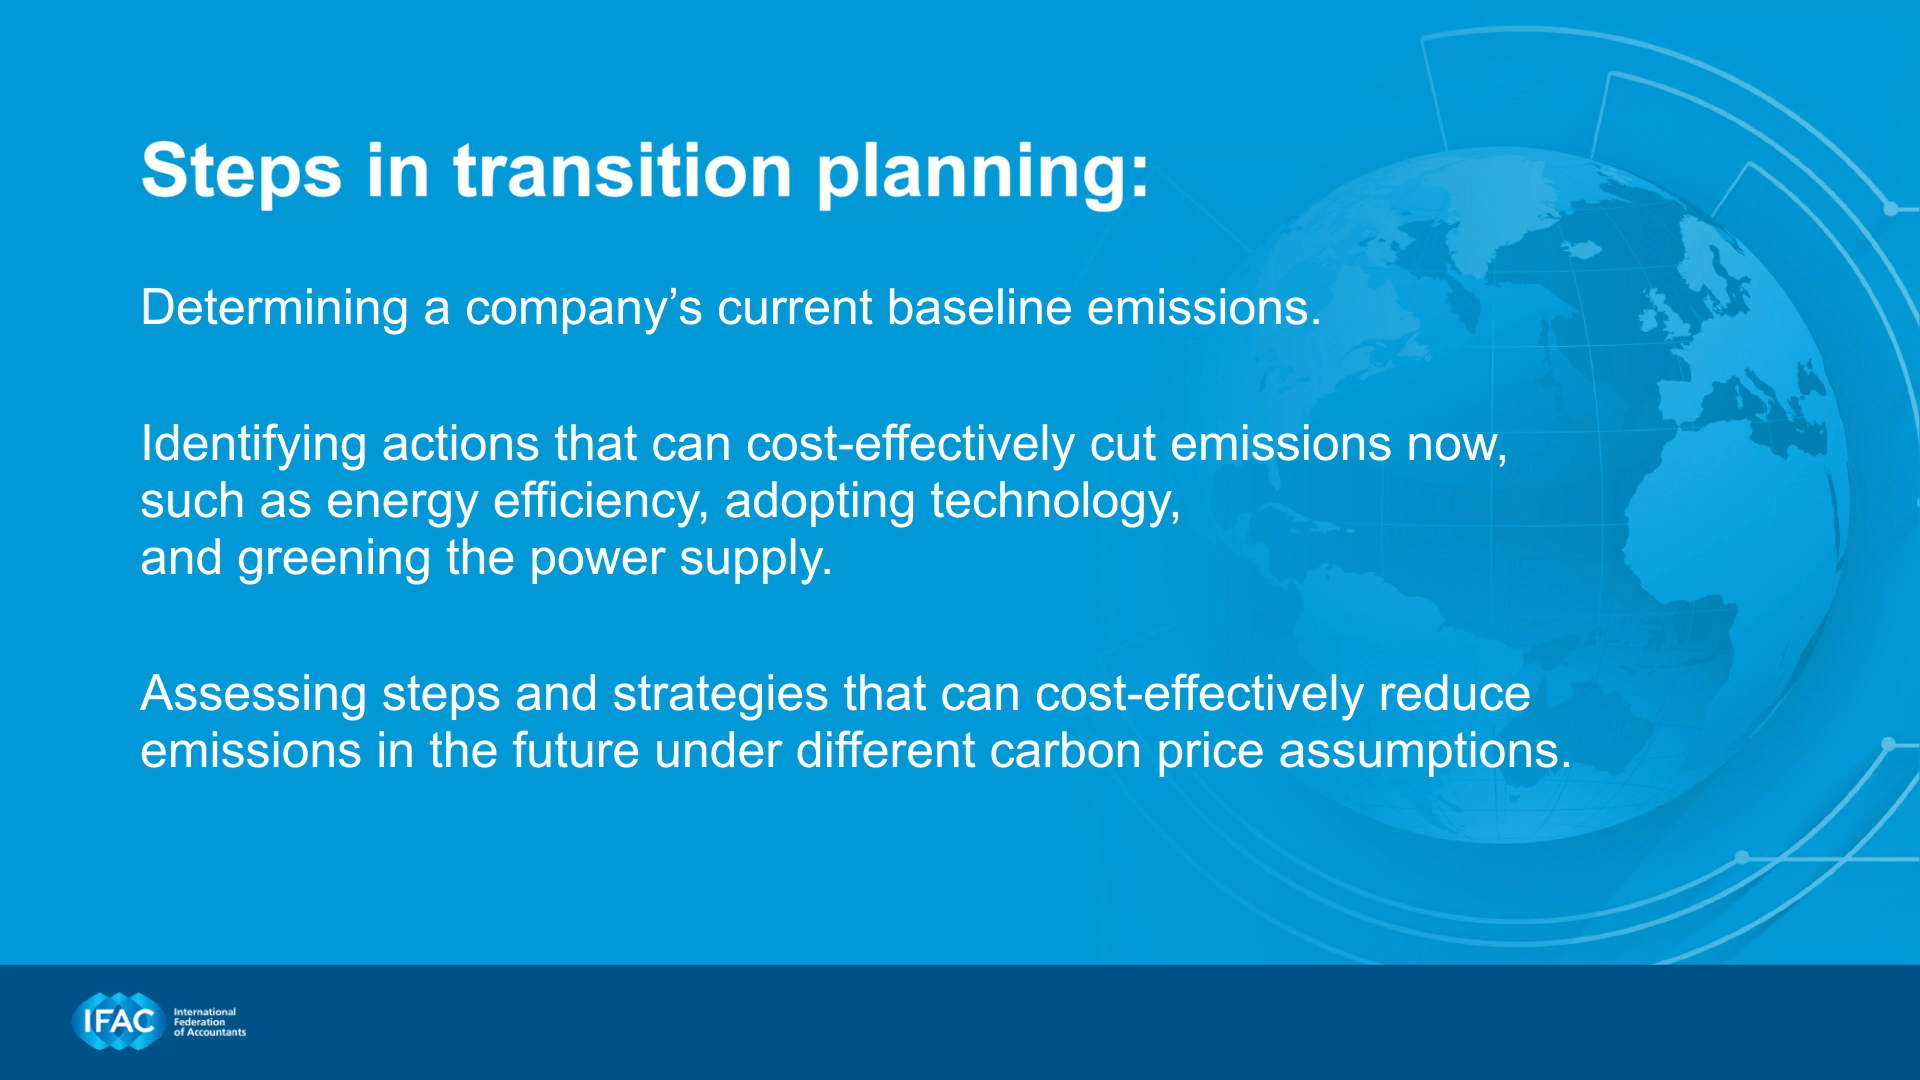 Steps in transition planning:
Determining a company’s current baseline emissions.
Identifying actions that can cost-effectively cut emissions now,
such as energy efficiency, adopting technology,
and greening the power supply.
Assessing steps and strategies that can cost-effectively reduce
emissions in the future under different carbon price assumptions.
IFAC
International
Federation
of Accountants